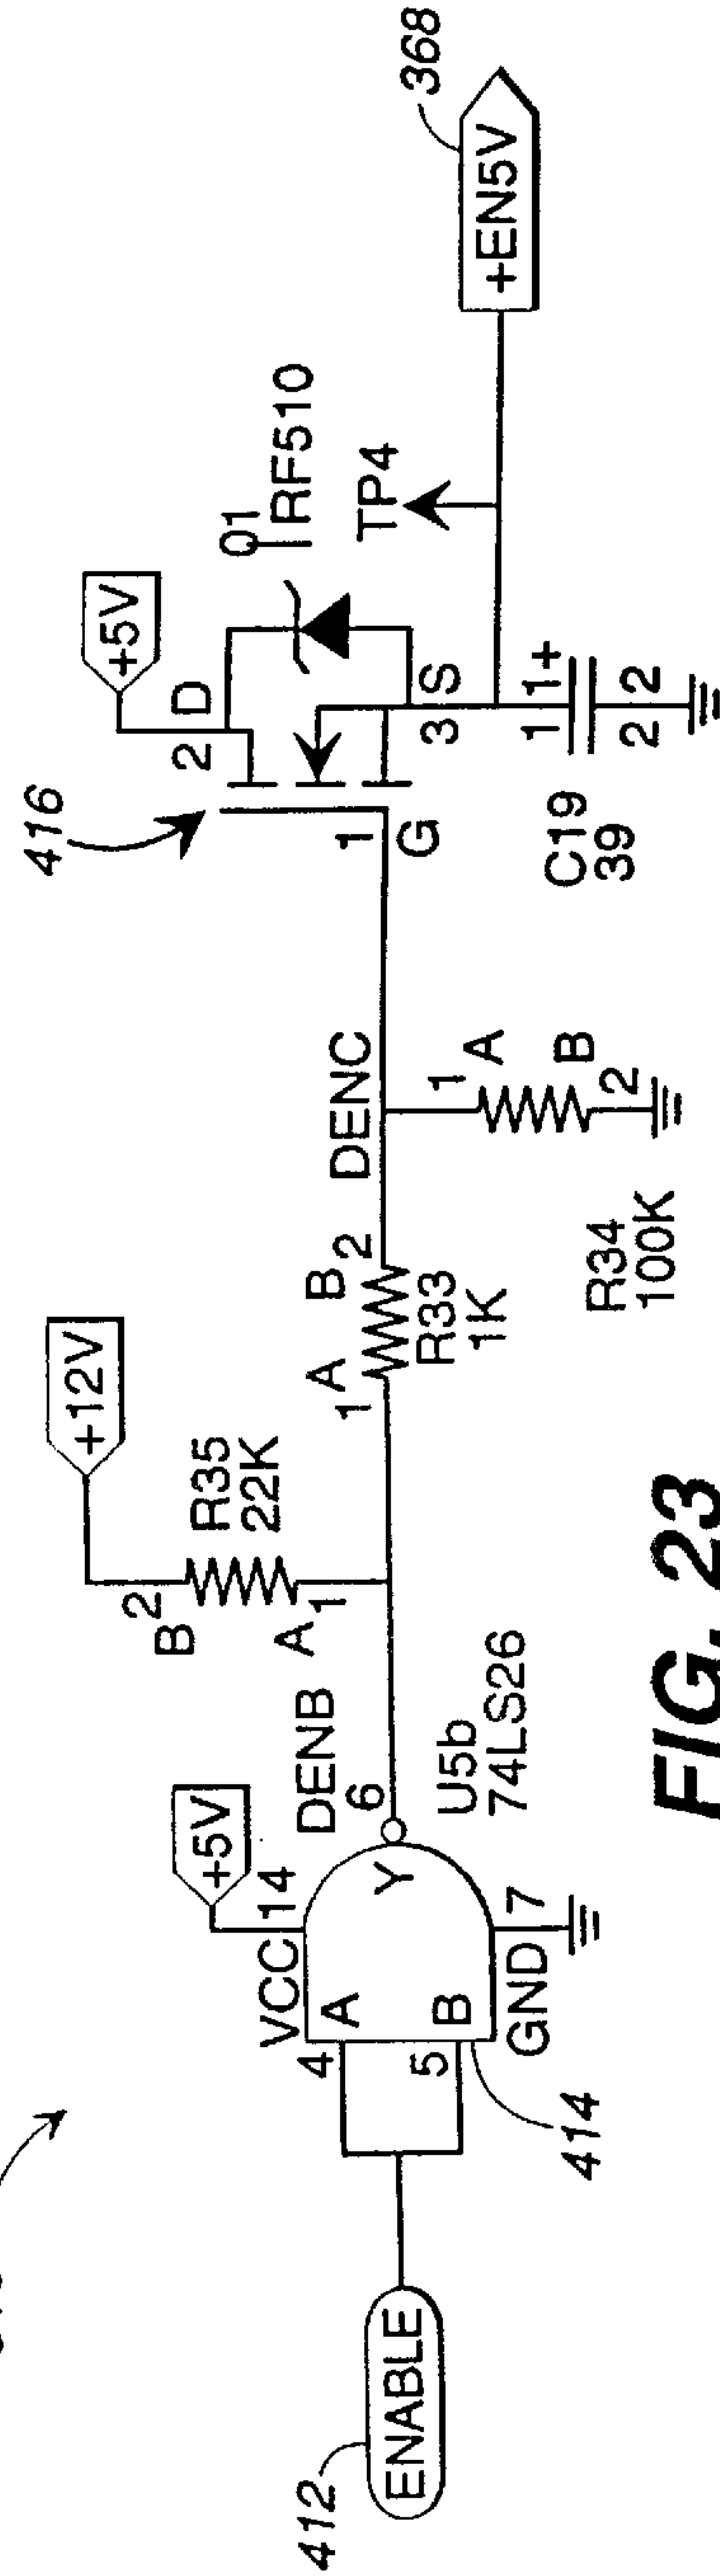 412
ENABLE
414
4
5
A
B
Y
VCC
14
+5V
GND
7
DENB
6
U5b
74LS26
+12V
2
B
R35
22K
A
1
1
A
B
2
R33
1K
DENC
1
A
B
2
R34
100K
416
+5V
2
D
1
G
3
S
01
IRF510
TP4
C19
39
1
1+
2
2
+EN5V
368
FIG. 23